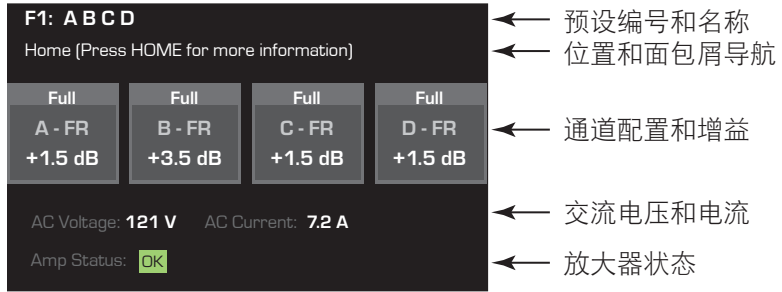 F1: A B C D
预设编号和名称
Home (Press HOME for more information)
位置和面包屑导航
Full Full Full Full
A - FR B - FR C - FR D - FR
+1.5 dB +3.5 dB +1.5 dB +1.5 dB
通道配置和增益
AC Voltage: 121 V AC Current: 7.2 A
交流电压和电流
Amp Status: OK
放大器状态